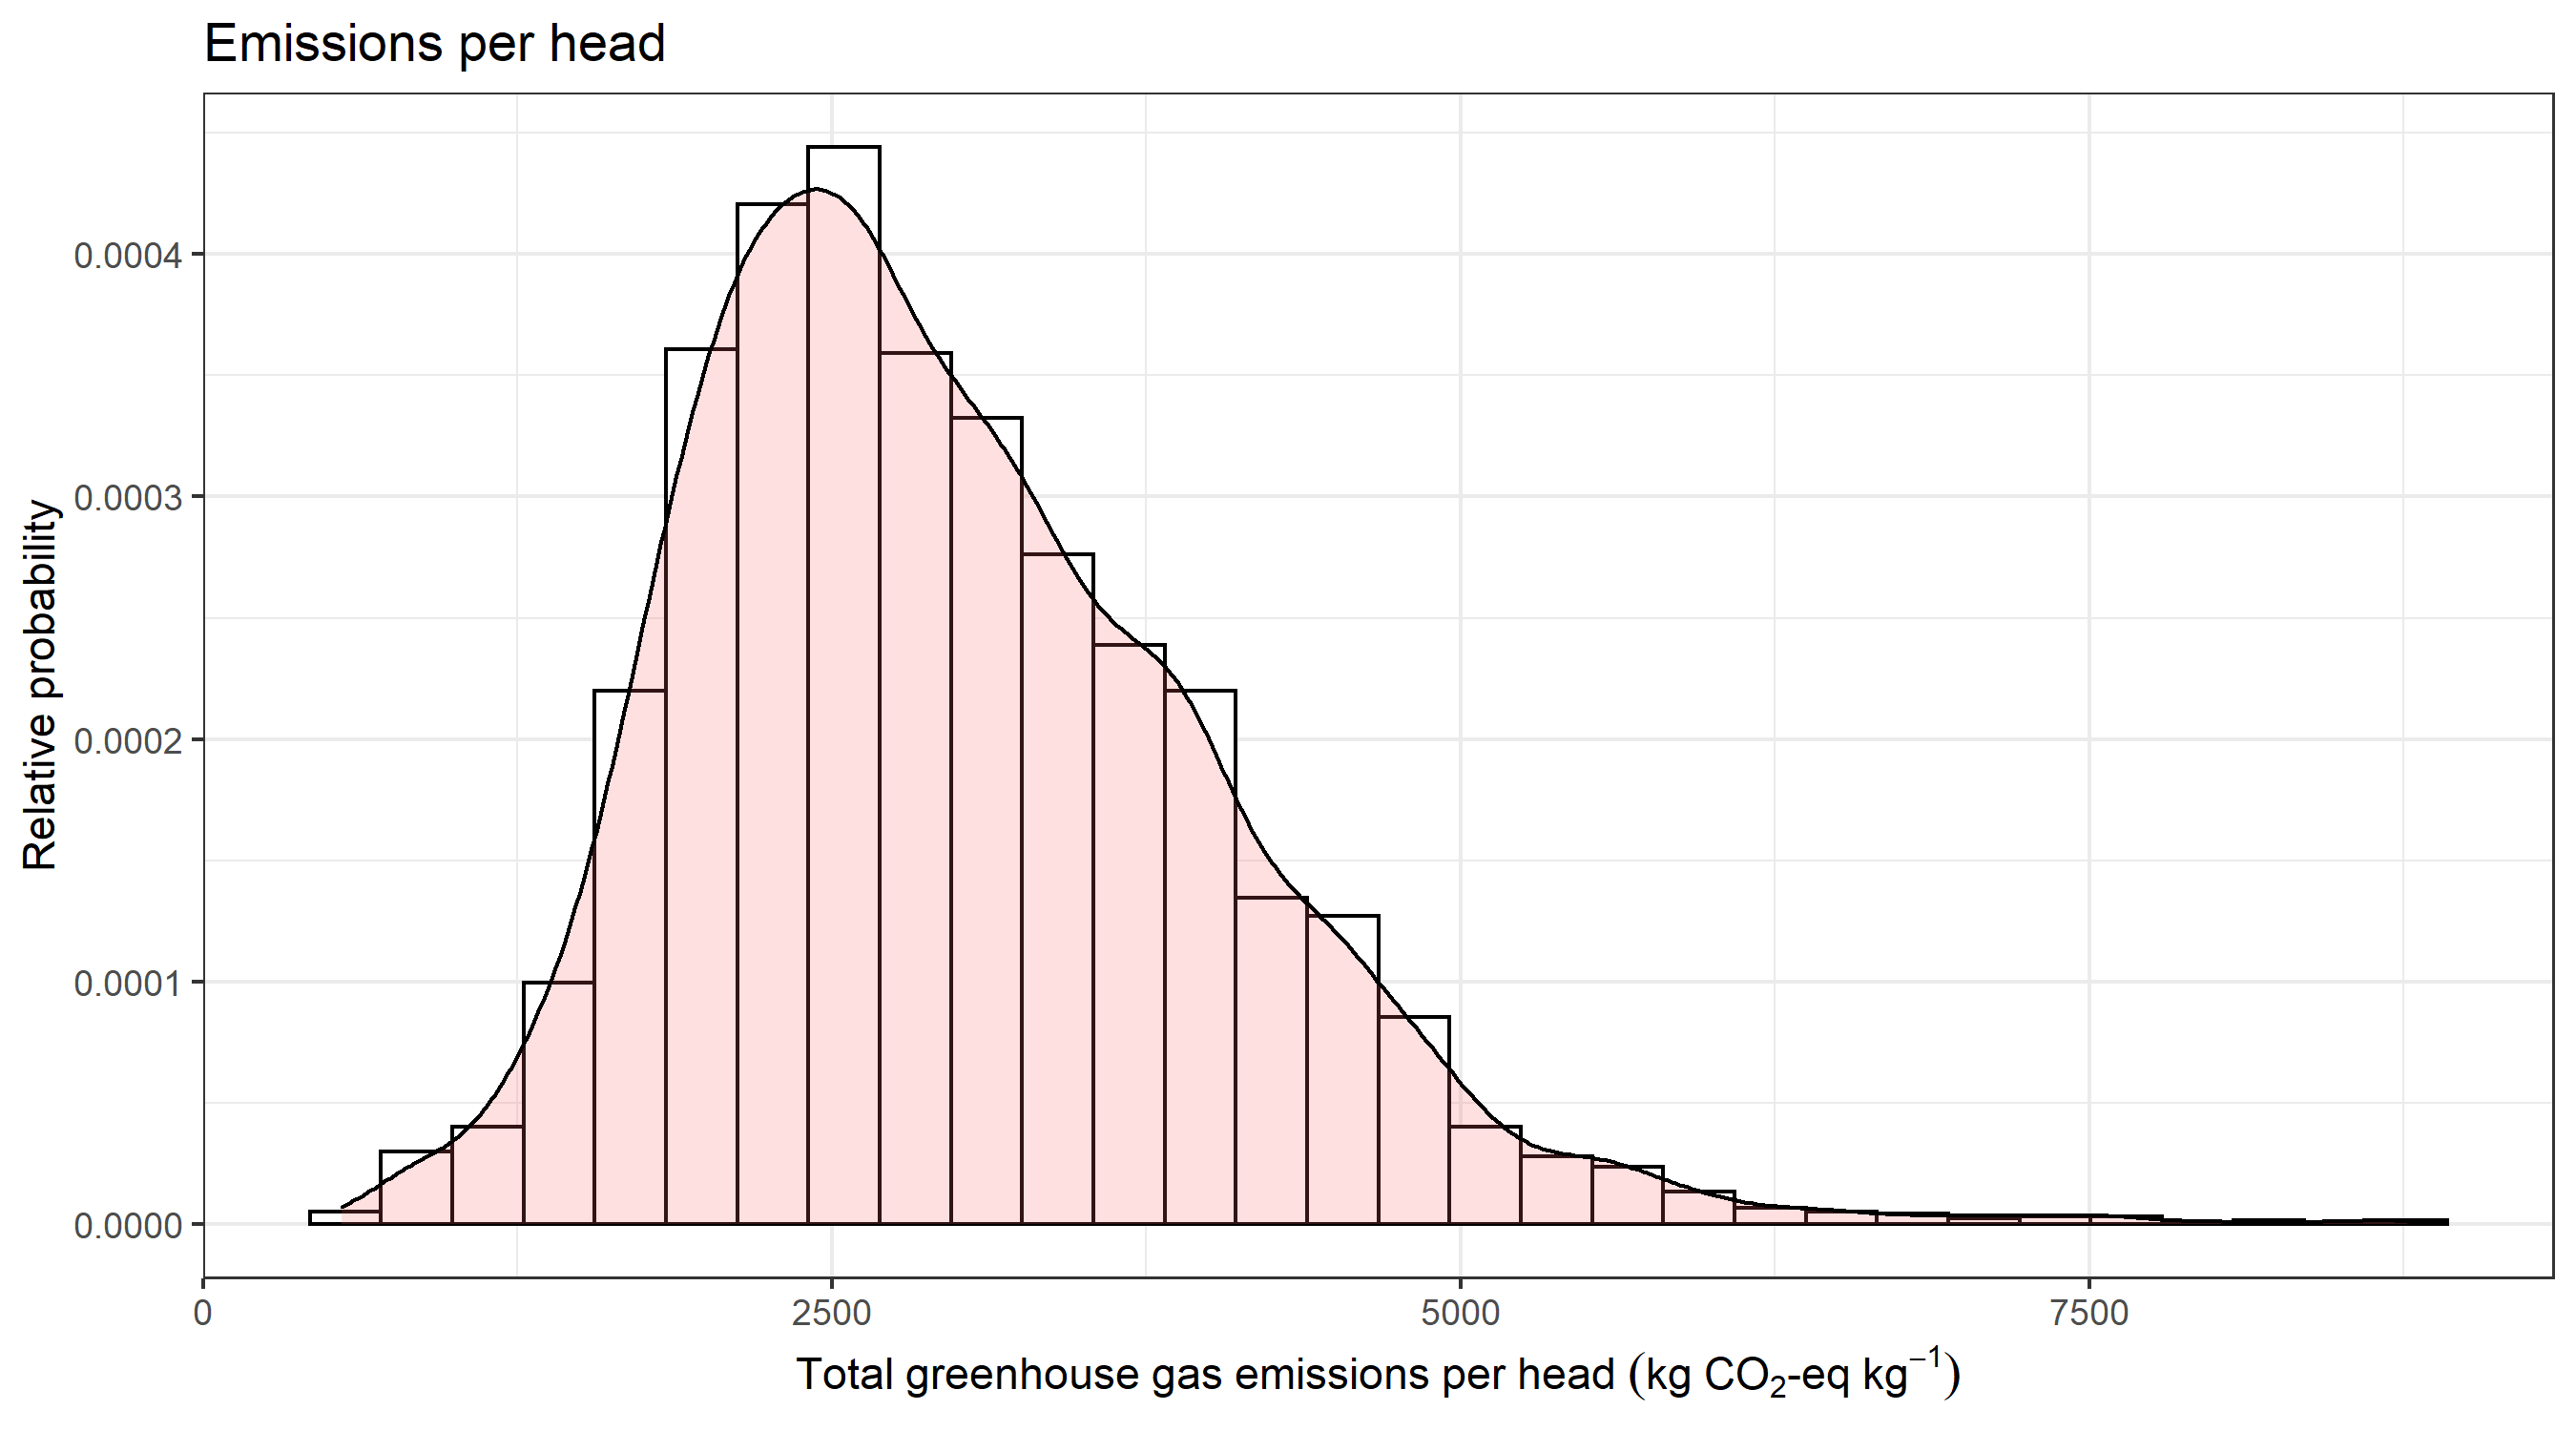 Emissions per head
Relative probability
0.0004
0.0003
0.0002
0.0001
0.0000
0 2500 5000 7500
Total greenhouse gas emissions per head (kg CO₂-eq kg⁻¹)